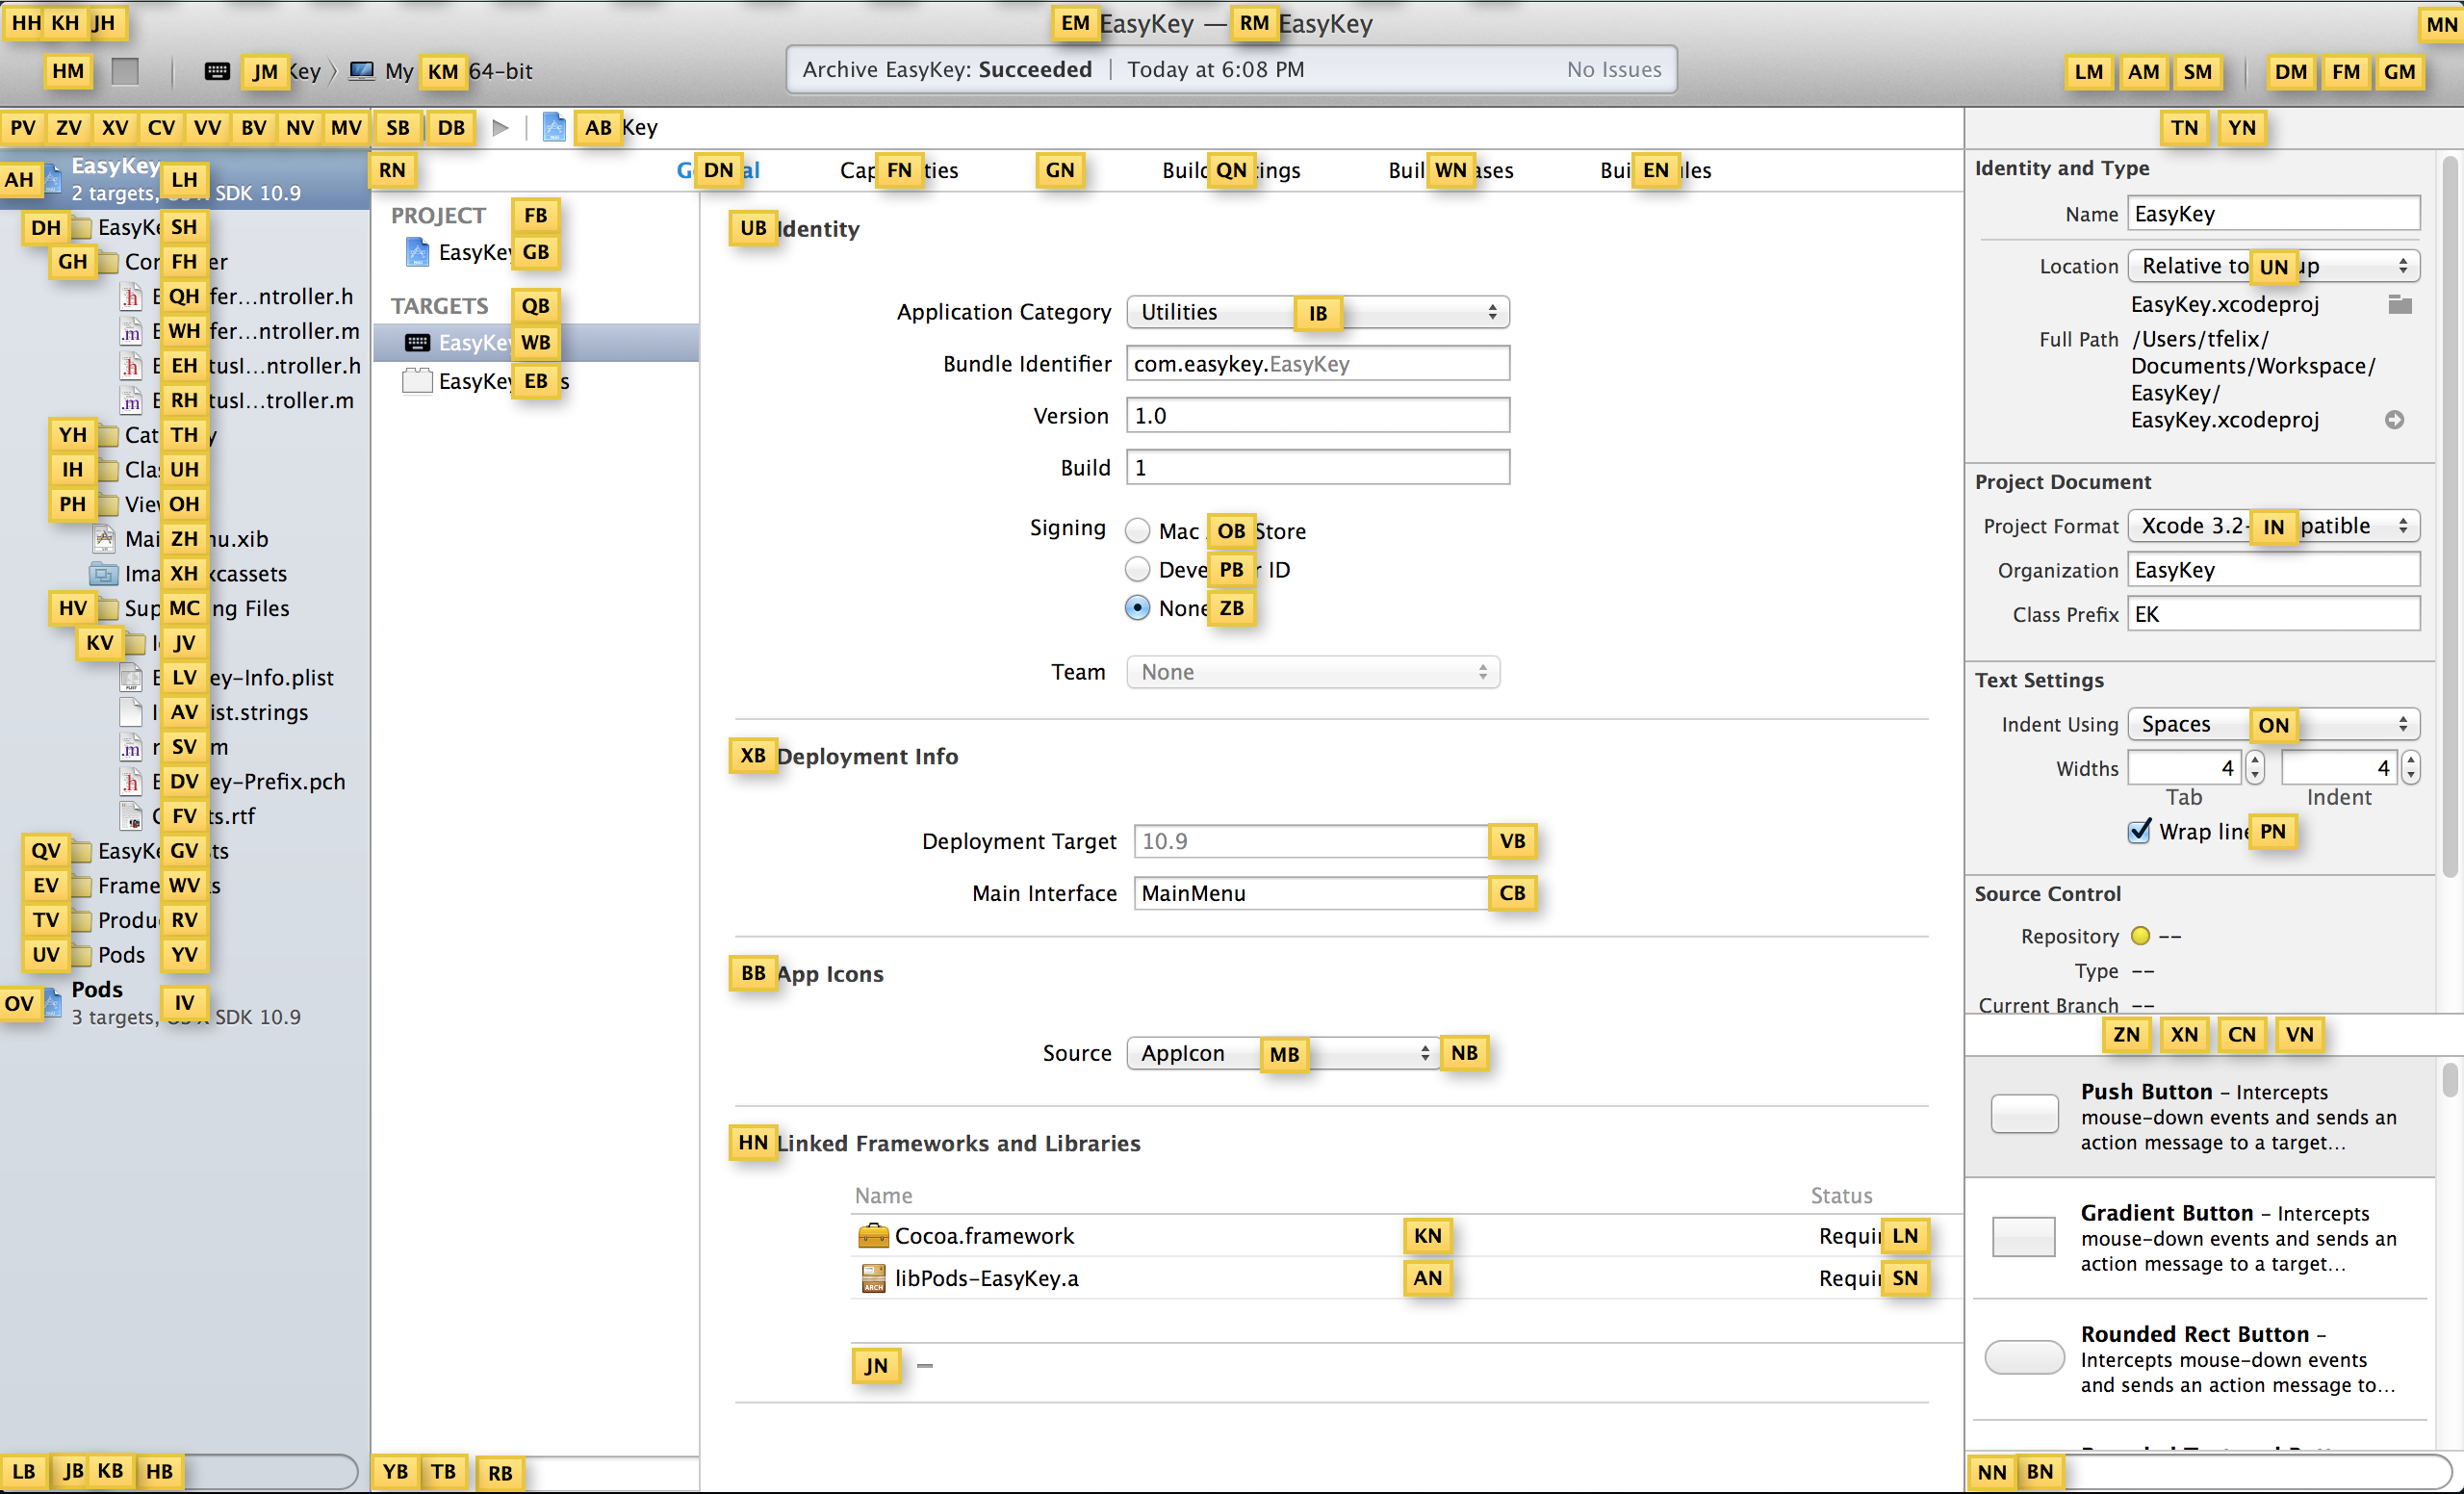 HH KH JH EM EasyKey — RM EasyKey MN
HM JM Key My KM 64-bit Archive EasyKey: Succeeded | Today at 6:08 PM No Issues LM AM SM DM FM GM
PV ZV XV CV VV BV NV MV SB DB AB Key TN YN
AH EasyKey LH
2 targets, SDK 10.9
DH EasyKe SH
GH Con FH er
QH fer...ntroller.h
WH fer...ntroller.m
EH tusI...ntroller.h
RH tusI...troller.m
YH Cat TH y
IH Cla UH
PH Vie OH
Mai ZH nu.xib
Ima XH xcassets
HV Sup MC ng Files
KV JV
LV ey-Info.plist
AV ist.strings
SV m
DV ey-Prefix.pch
FV ts.rtf
QV EasyKe GV ts
EV Frame WV s
TV Produ RV
UV Pods YV
OV Pods IV
3 targets, OS X SDK 10.9
LB JB KB HB
RN G DN al Cap FN ties GN Build QN ings Buil WN ases Bui EN les
PROJECT FB
EasyKey GB
TARGETS QB
EasyKe WB
EasyKey EB s
YB TB RB
UB Identity
Application Category Utilities IB
Bundle Identifier com.easykey.EasyKey
Version 1.0
Build 1
Signing Mac OB Store
Deve PB r ID
None ZB
Team None
XB Deployment Info
Deployment Target 10.9 VB
Main Interface MainMenu CB
BB App Icons
Source AppIcon MB NB
HN Linked Frameworks and Libraries
Name Status
Cocoa.framework KN Requi LN
libPods-EasyKey.a AN Requi SN
JN
Identity and Type
Name EasyKey
Location Relative to UN up
EasyKey.xcodeproj
Full Path /Users/tfelix/
Documents/Workspace/
EasyKey/
EasyKey.xcodeproj
Project Document
Project Format Xcode 3.2- IN patible
Organization EasyKey
Class Prefix EK
Text Settings
Indent Using Spaces ON
Widths 4 4
Tab Indent
Wrap line PN
Source Control
Repository --
Type --
Current Branch --
ZN XN CN VN
Push Button – Intercepts
mouse-down events and sends an
action message to a target...
Gradient Button – Intercepts
mouse-down events and sends an
action message to a target...
Rounded Rect Button –
Intercepts mouse-down events
and sends an action message to...
NN BN